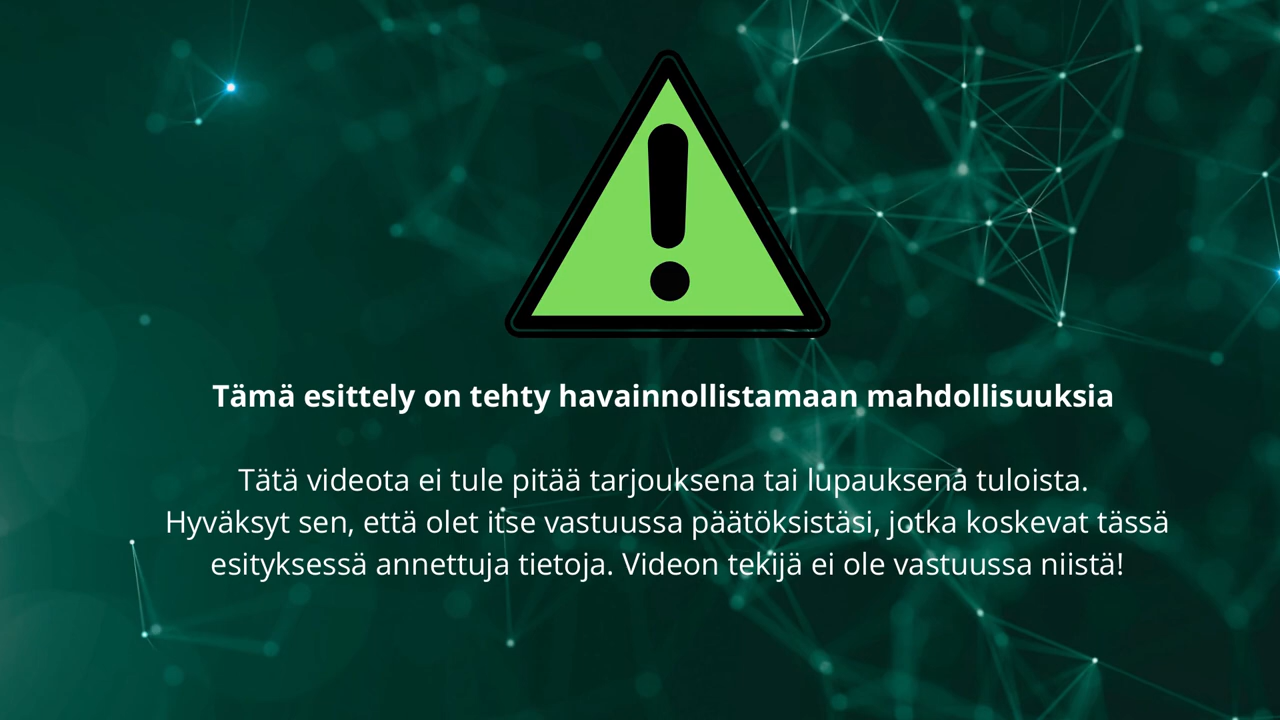 Tämä esittely on tehty havainnollistamaan mahdollisuuksia
Tätä videota ei tule pitää tarjouksena tai lupauksena tuloista.
Hyväksyt sen, että olet itse vastuussa päätöksistäsi, jotka koskevat tässä
esityksessä annettuja tietoja. Videon tekijä ei ole vastuussa niistä!